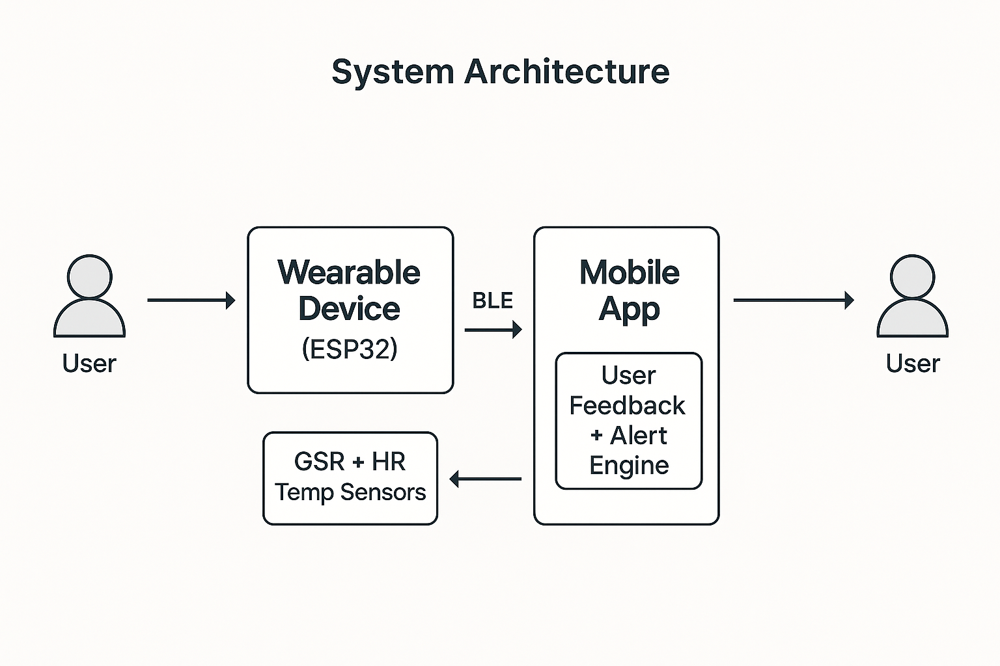 System Architecture
User
Wearable
Device
(ESP32)
BLE
Mobile
App
User
Feedback
+ Alert
Engine
User
GSR + HR
Temp Sensors